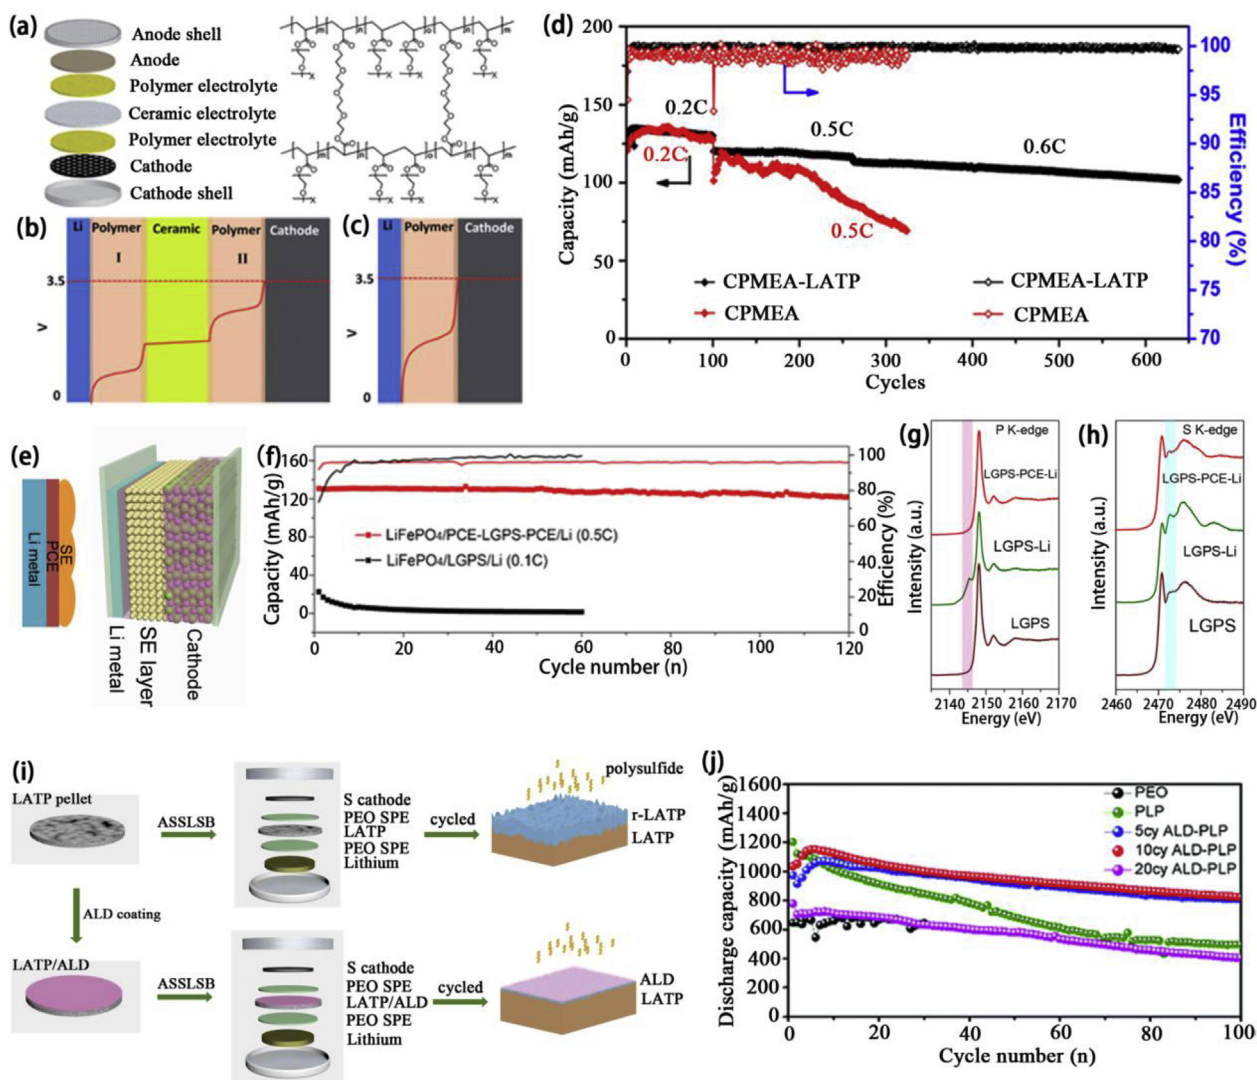 (a)
Anode shell
Anode
Polymer electrolyte
Ceramic electrolyte
Polymer electrolyte
Cathode
Cathode shell
(b)
Li Polymer Ceramic Polymer Cathode
I II
3.5
V
0
(c)
Li Polymer Cathode
3.5
V
0
(d)
200
150
100
50
0
Capacity (mAh/g)
100
95
90
85
80
75
70
Efficiency (%)
0.2C
0.5C
0.6C
0.2C
0.5C
CPMEA-LATP CPMEA-LATP
CPMEA CPMEA
0 100 200 300 400 500 600
Cycles
(e)
Li metal
PCE
SE
Li metal
SE layer
Cathode
(f)
160
120
80
40
0
Capacity (mAh/g)
100
80
60
40
20
0
Efficiency (%)
LiFePO4/PCE-LGPS-PCE/Li (0.5C)
LiFePO4/LGPS/Li (0.1C)
0 20 40 60 80 100 120
Cycle number (n)
(g)
P K-edge
LGPS-PCE-Li
LGPS-Li
LGPS
Intensity (a.u.)
2140 2150 2160 2170
Energy (eV)
(h)
S K-edge
LGPS-PCE-Li
LGPS-Li
LGPS
Intensity (a.u.)
2460 2470 2480 2490
Energy (eV)
(i)
LATP pellet
ASSLSB
S cathode
PEO SPE
LATP
PEO SPE
Lithium
cycled
polysulfide
r-LATP
LATP
ALD coating
LATP/ALD
ASSLSB
S cathode
PEO SPE
LATP/ALD
PEO SPE
Lithium
cycled
ALD
LATP
(j)
1600
1400
1200
1000
800
600
400
200
0
Discharge capacity (mAh/g)
PEO
PLP
5cy ALD-PLP
10cy ALD-PLP
20cy ALD-PLP
0 20 40 60 80 100
Cycle number (n)